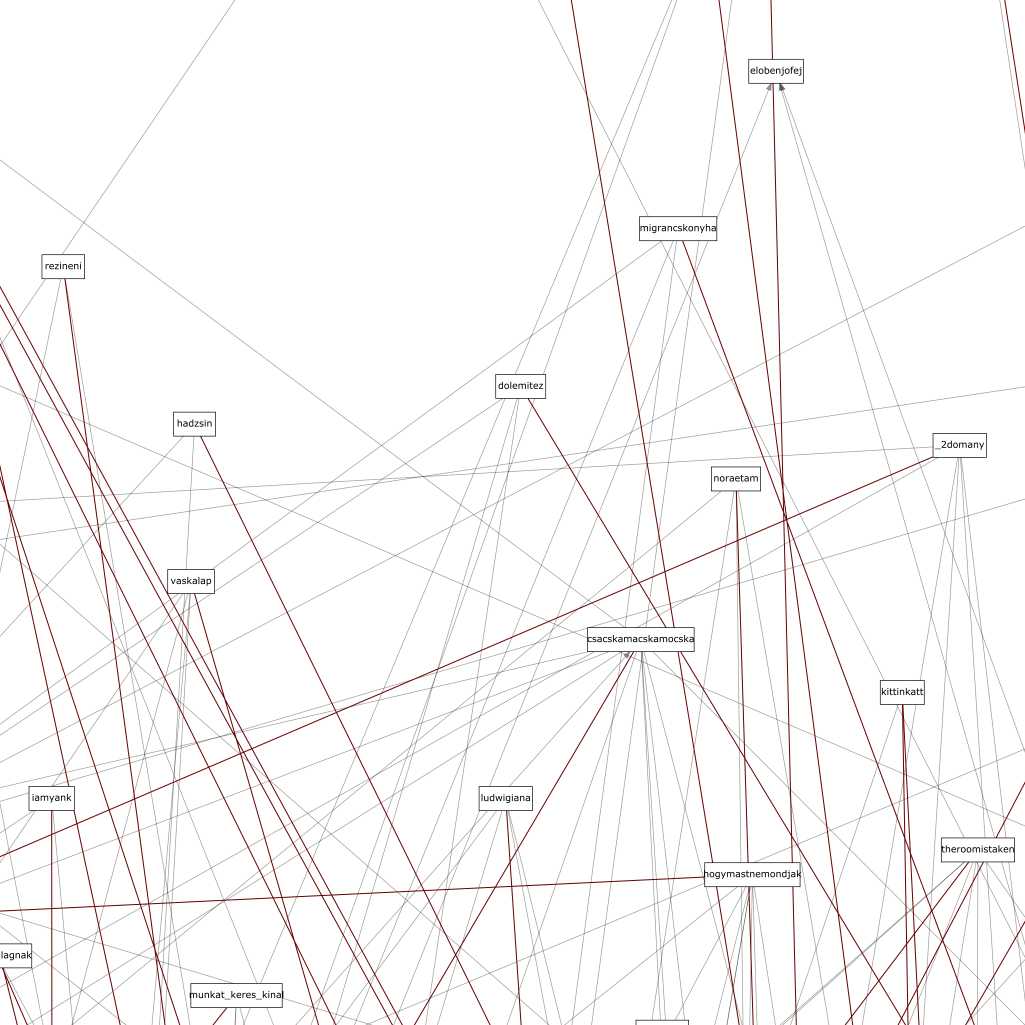 elobenjofej
migrancskonyha
rezineni
dolemitez
hadzsin
_2domany
noraetam
vaskalap
csacskamacskamocska
kittinkatt
iamyank
ludwigiana
theroomistaken
hogymastnemondjak
lagnak
munkat_keres_kinal